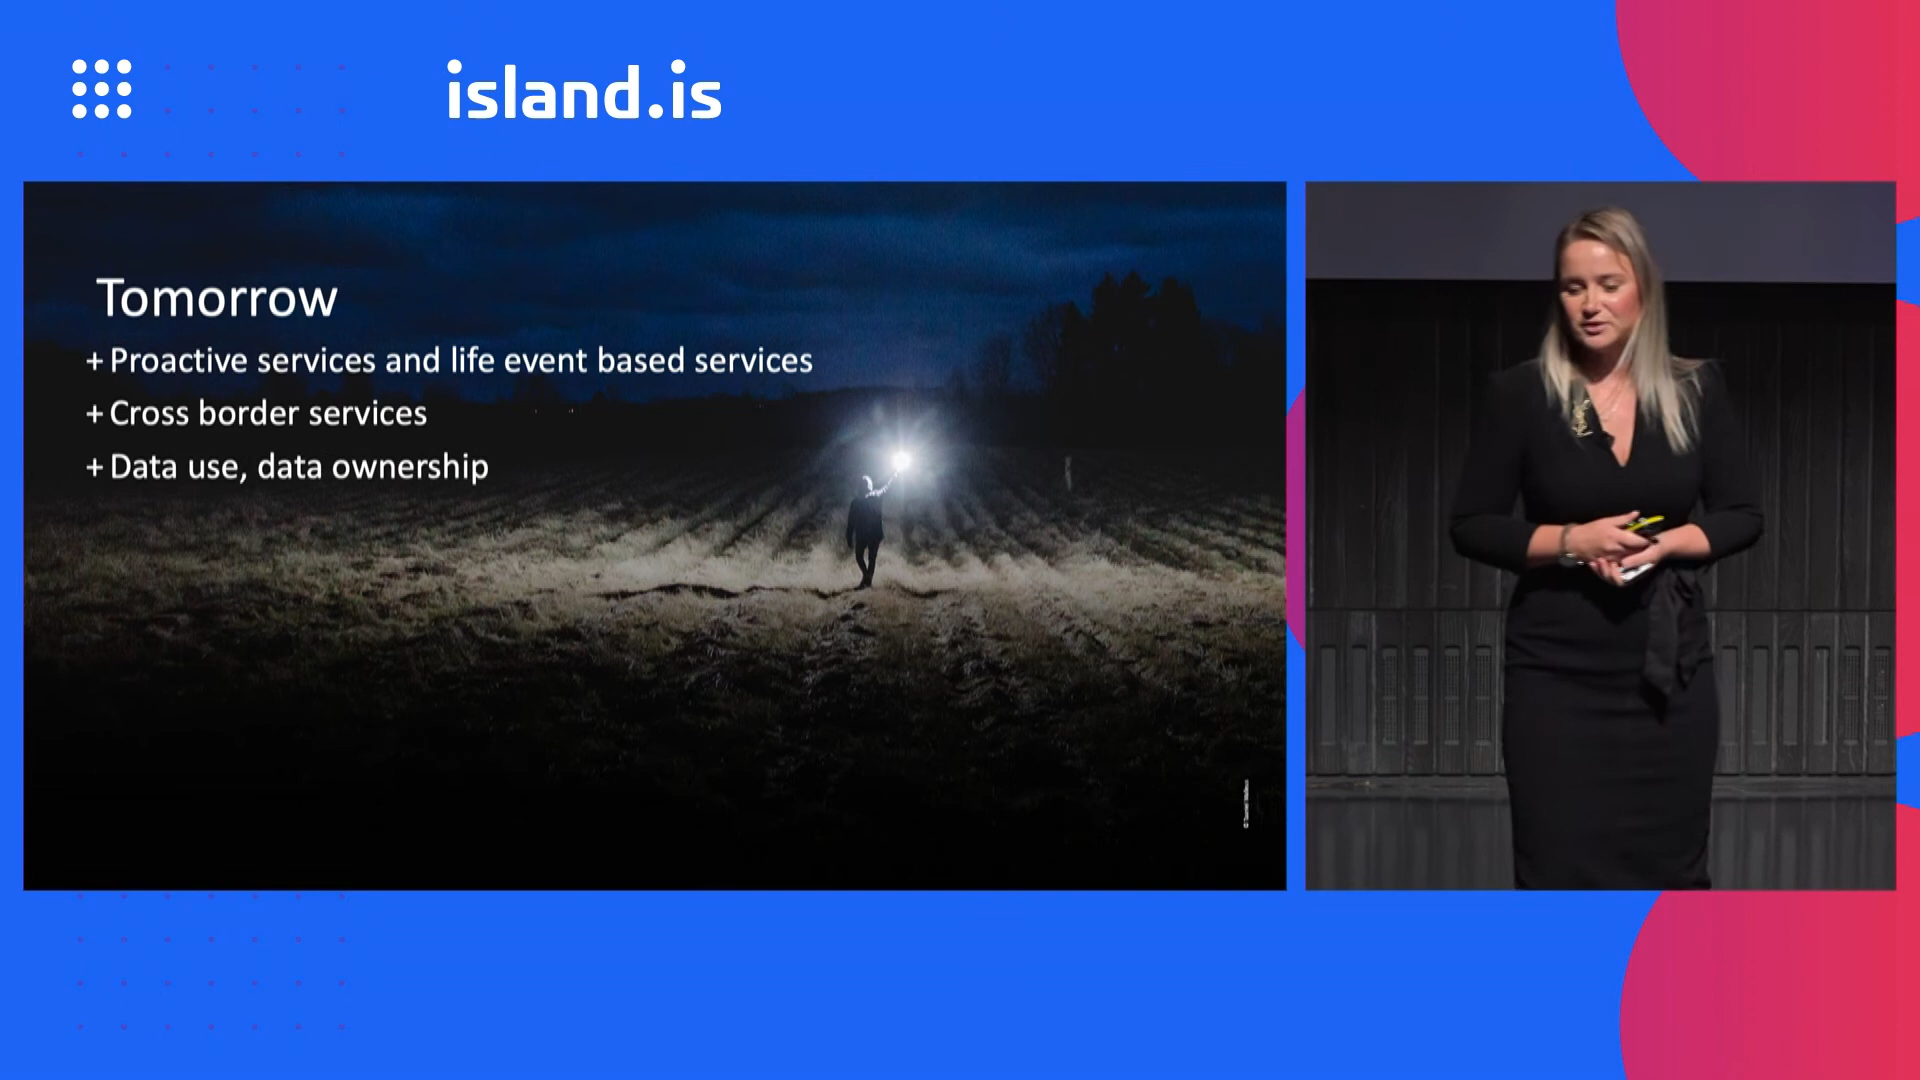 island.is
Tomorrow
+ Proactive services and life event based services
+ Cross border services
+ Data use, data ownership